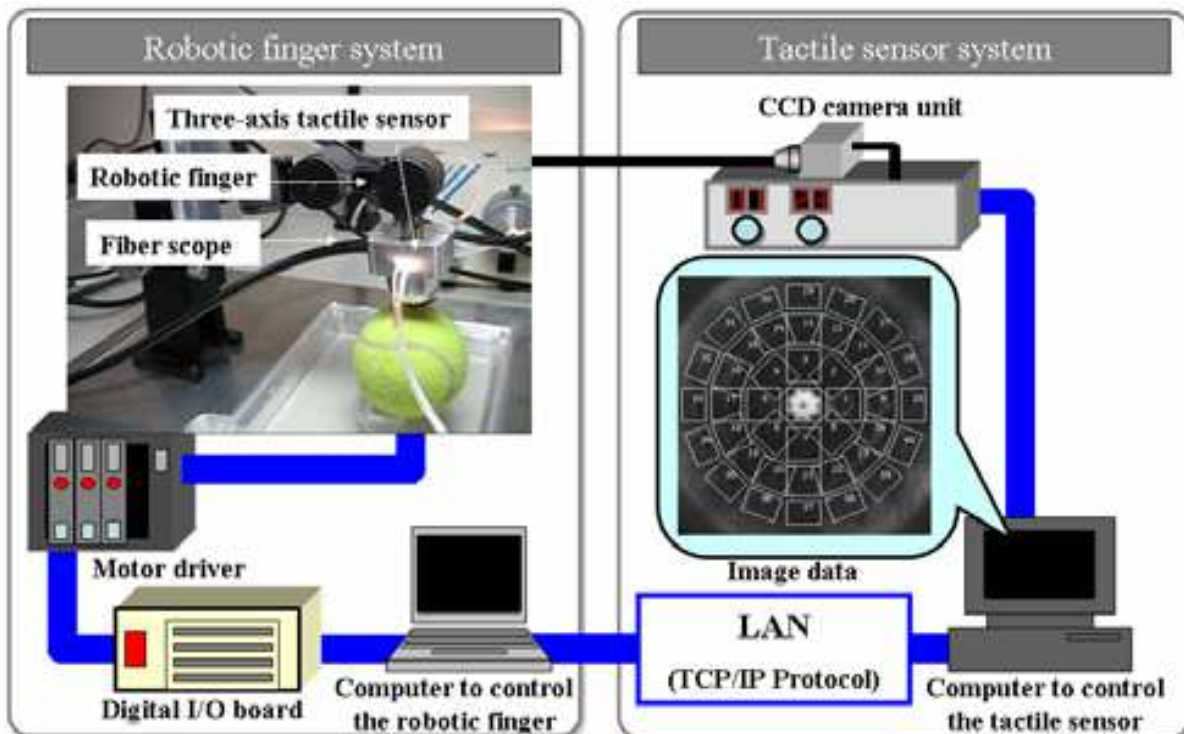 Robotic finger system
Three-axis tactile sensor
Robotic finger
Fiber scope
Motor driver
Digital I/O board
Computer to control
the robotic finger
Tactile sensor system
CCD camera unit
Image data
LAN
(TCP/IP Protocol)
Computer to control
the tactile sensor